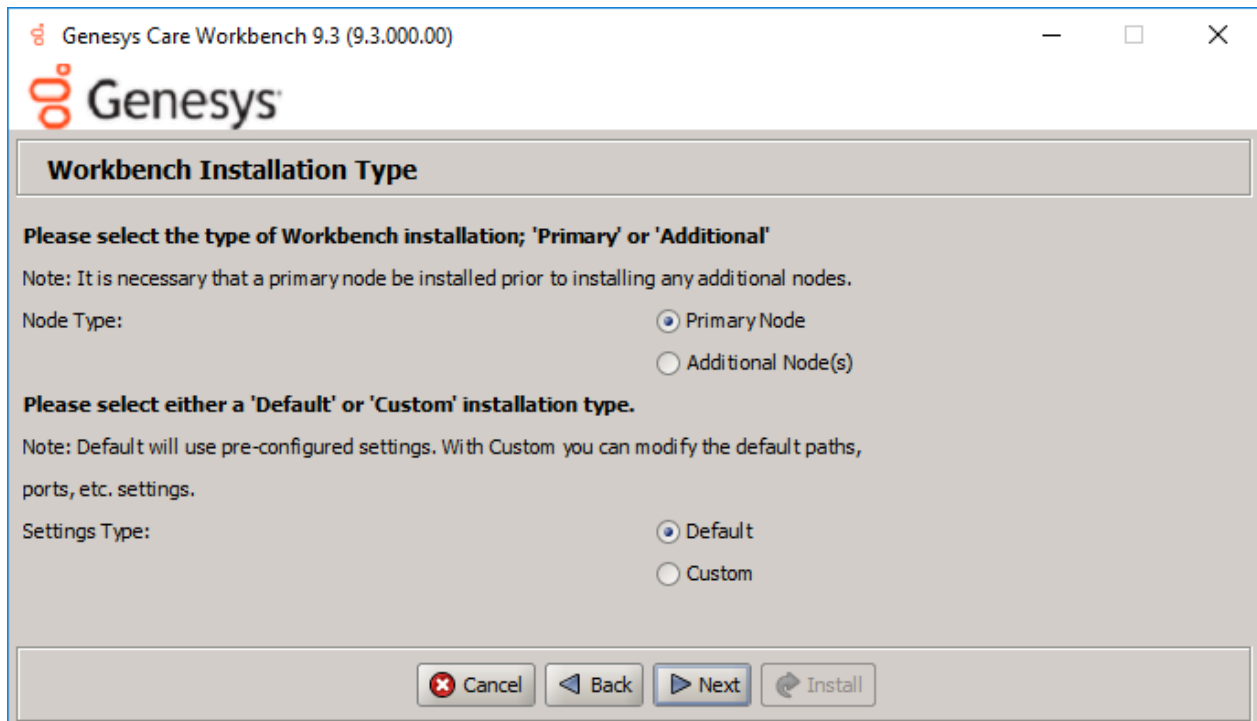 Genesys Care Workbench 9.3 (9.3.000.00)
Genesys
Workbench Installation Type
Please select the type of Workbench installation; 'Primary' or 'Additional'
Note: It is necessary that a primary node be installed prior to installing any additional nodes.
Node Type:
Primary Node
Additional Node(s)
Please select either a 'Default' or 'Custom' installation type.
Note: Default will use pre-configured settings. With Custom you can modify the default paths,
ports, etc. settings.
Settings Type:
Default
Custom
Cancel Back Next Install